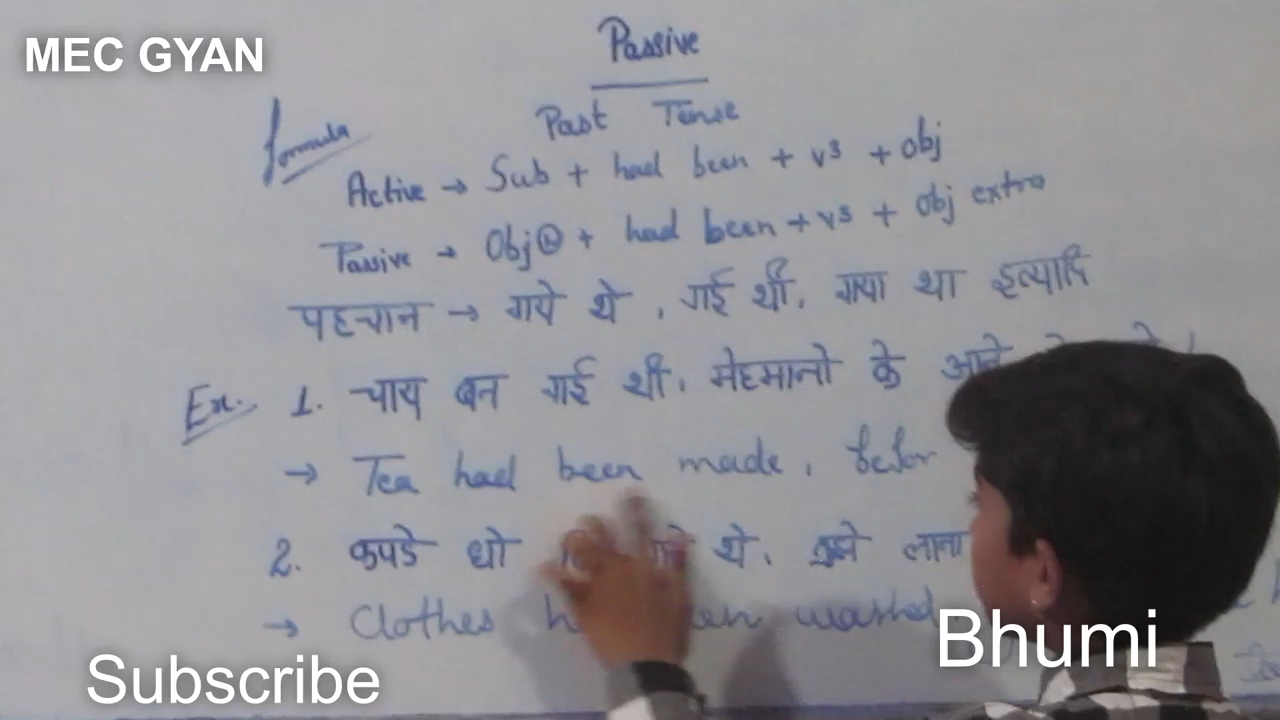 MEC GYAN
Passive
Past Tense
formula
Active → Sub + had been + v³ + obj
Passive → Obj + had been + v³ + obj extra
पहचान → गये थे , गई थी, गया था इत्यादि
Ex. 1. चाय बन गई थी, मेहमानो के आने
→ Tea had been made , befor
2. कपडे धो थे, लाना
→ Clothes washed
Subscribe
Bhumi